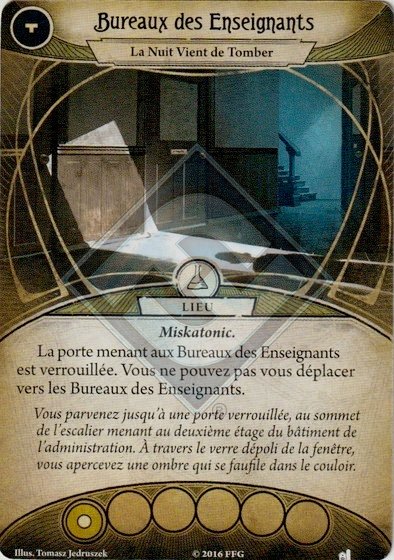 Bureaux des Enseignants
La Nuit Vient de Tomber
LIEU
Miskatonic.
La porte menant aux Bureaux des Enseignants
est verrouillée. Vous ne pouvez pas vous déplacer
vers les Bureaux des Enseignants.
Vous parvenez jusqu'à une porte verrouillée, au sommet
de l'escalier menant au deuxième étage du bâtiment de
l'administration. À travers le verre dépoli de la fenêtre,
vous apercevez une ombre qui se faufile dans le couloir.
Illus. Tomasz Jedruszek
© 2016 FFG